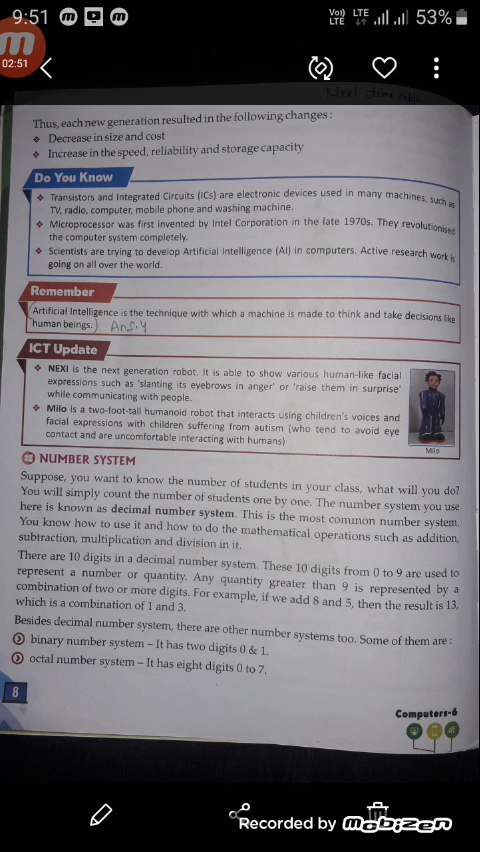 9:51
Vo)) LTE LTE 53%
02:51
Next time table
Thus, each new generation resulted in the following changes :
❖ Decrease in size and cost
❖ Increase in the speed, reliability and storage capacity
Do You Know
❖ Transistors and Integrated Circuits (ICs) are electronic devices used in many machines, such as
TV, radio, computer, mobile phone and washing machine.
❖ Microprocessor was first invented by Intel Corporation in the late 1970s. They revolutionised
the computer system completely.
❖ Scientists are trying to develop Artificial Intelligence (AI) in computers. Active research work is
going on all over the world.
Remember
(Artificial Intelligence is the technique with which a machine is made to think and take decisions like
human beings.) Ans.4
ICT Update
❖ NEXI is the next generation robot. It is able to show various human-like facial
expressions such as 'slanting its eyebrows in anger' or 'raise them in surprise'
while communicating with people.
❖ Milo is a two-foot-tall humanoid robot that interacts using children's voices and
facial expressions with children suffering from autism (who tend to avoid eye
contact and are uncomfortable interacting with humans)
Milo
NUMBER SYSTEM
Suppose, you want to know the number of students in your class, what will you do?
You will simply count the number of students one by one. The number system you use
here is known as decimal number system. This is the most common number system.
You know how to use it and how to do the mathematical operations such as addition,
subtraction, multiplication and division in it.
There are 10 digits in a decimal number system. These 10 digits from 0 to 9 are used to
represent a number or quantity. Any quantity greater than 9 is represented by a
combination of two or more digits. For example, if we add 8 and 5, then the result is 13,
which is a combination of 1 and 3.
Besides decimal number system, there are other number systems too. Some of them are :
binary number system – It has two digits 0 & 1.
octal number system – It has eight digits 0 to 7.
8
Computers-6
Recorded by mobizen